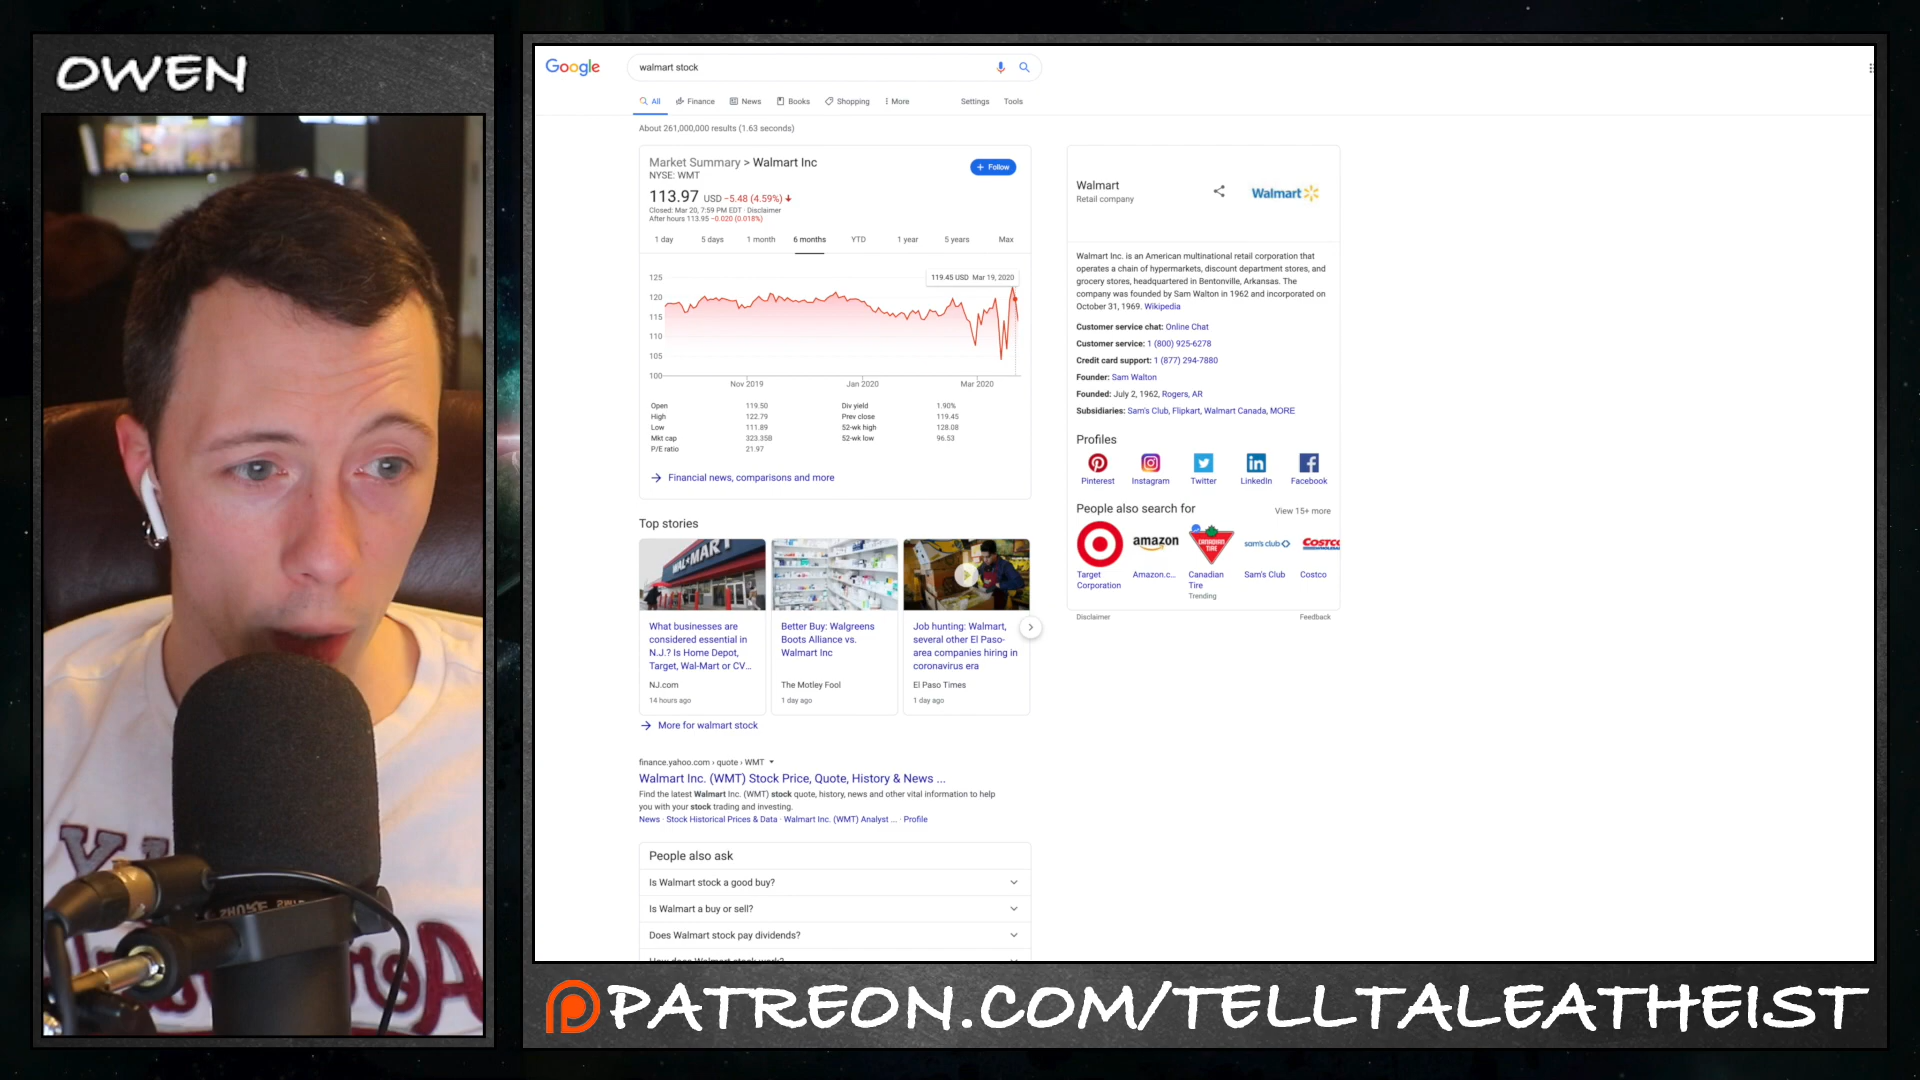 OWEN
Google
walmart stock
All
Finance
News
Books
Shopping
More
Settings
Tools
About 261,000,000 results (1.63 seconds)
Market Summary > Walmart Inc
NYSE: WMT
+ Follow
113.97 USD −5.48 (4.59%)
Closed: Mar 20, 7:59 PM EDT · Disclaimer
After hours 113.95 −0.020 (0.018%)
1 day
5 days
1 month
6 months
YTD
1 year
5 years
Max
119.45 USD Mar 19, 2020
125
120
115
110
105
100
Nov 2019
Jan 2020
Mar 2020
Open 119.50 Div yield 1.90%
High 122.79 Prev close 119.45
Low 111.89 52-wk high 128.08
Mkt cap 323.35B 52-wk low 96.53
P/E ratio 21.97
Financial news, comparisons and more
Top stories
WAL★MART
What businesses are
considered essential in
N.J.? Is Home Depot,
Target, Wal-Mart or CV...
NJ.com
14 hours ago
Better Buy: Walgreens
Boots Alliance vs.
Walmart Inc
The Motley Fool
1 day ago
Job hunting: Walmart,
several other El Paso-
area companies hiring in
coronavirus era
El Paso Times
1 day ago
More for walmart stock
finance.yahoo.com › quote › WMT
Walmart Inc. (WMT) Stock Price, Quote, History & News ...
Find the latest Walmart Inc. (WMT) stock quote, history, news and other vital information to help
you with your stock trading and investing.
News · Stock Historical Prices & Data · Walmart Inc. (WMT) Analyst ... · Profile
People also ask
Is Walmart stock a good buy?
Is Walmart a buy or sell?
Does Walmart stock pay dividends?
How does Walmart stock work?
Walmart
Retail company
Walmart
Walmart Inc. is an American multinational retail corporation that
operates a chain of hypermarkets, discount department stores, and
grocery stores, headquartered in Bentonville, Arkansas. The
company was founded by Sam Walton in 1962 and incorporated on
October 31, 1969. Wikipedia
Customer service chat: Online Chat
Customer service: 1 (800) 925-6278
Credit card support: 1 (877) 294-7880
Founder: Sam Walton
Founded: July 2, 1962, Rogers, AR
Subsidiaries: Sam's Club, Flipkart, Walmart Canada, MORE
Profiles
Pinterest
Instagram
Twitter
LinkedIn
Facebook
People also search for
View 15+ more
amazon
CANADIAN
TIRE
sam's club
COSTCO
Target
Corporation
Amazon.c...
Canadian
Tire
Trending
Sam's Club
Costco
Disclaimer
Feedback
PATREON.COM/TELLTALEATHEIST